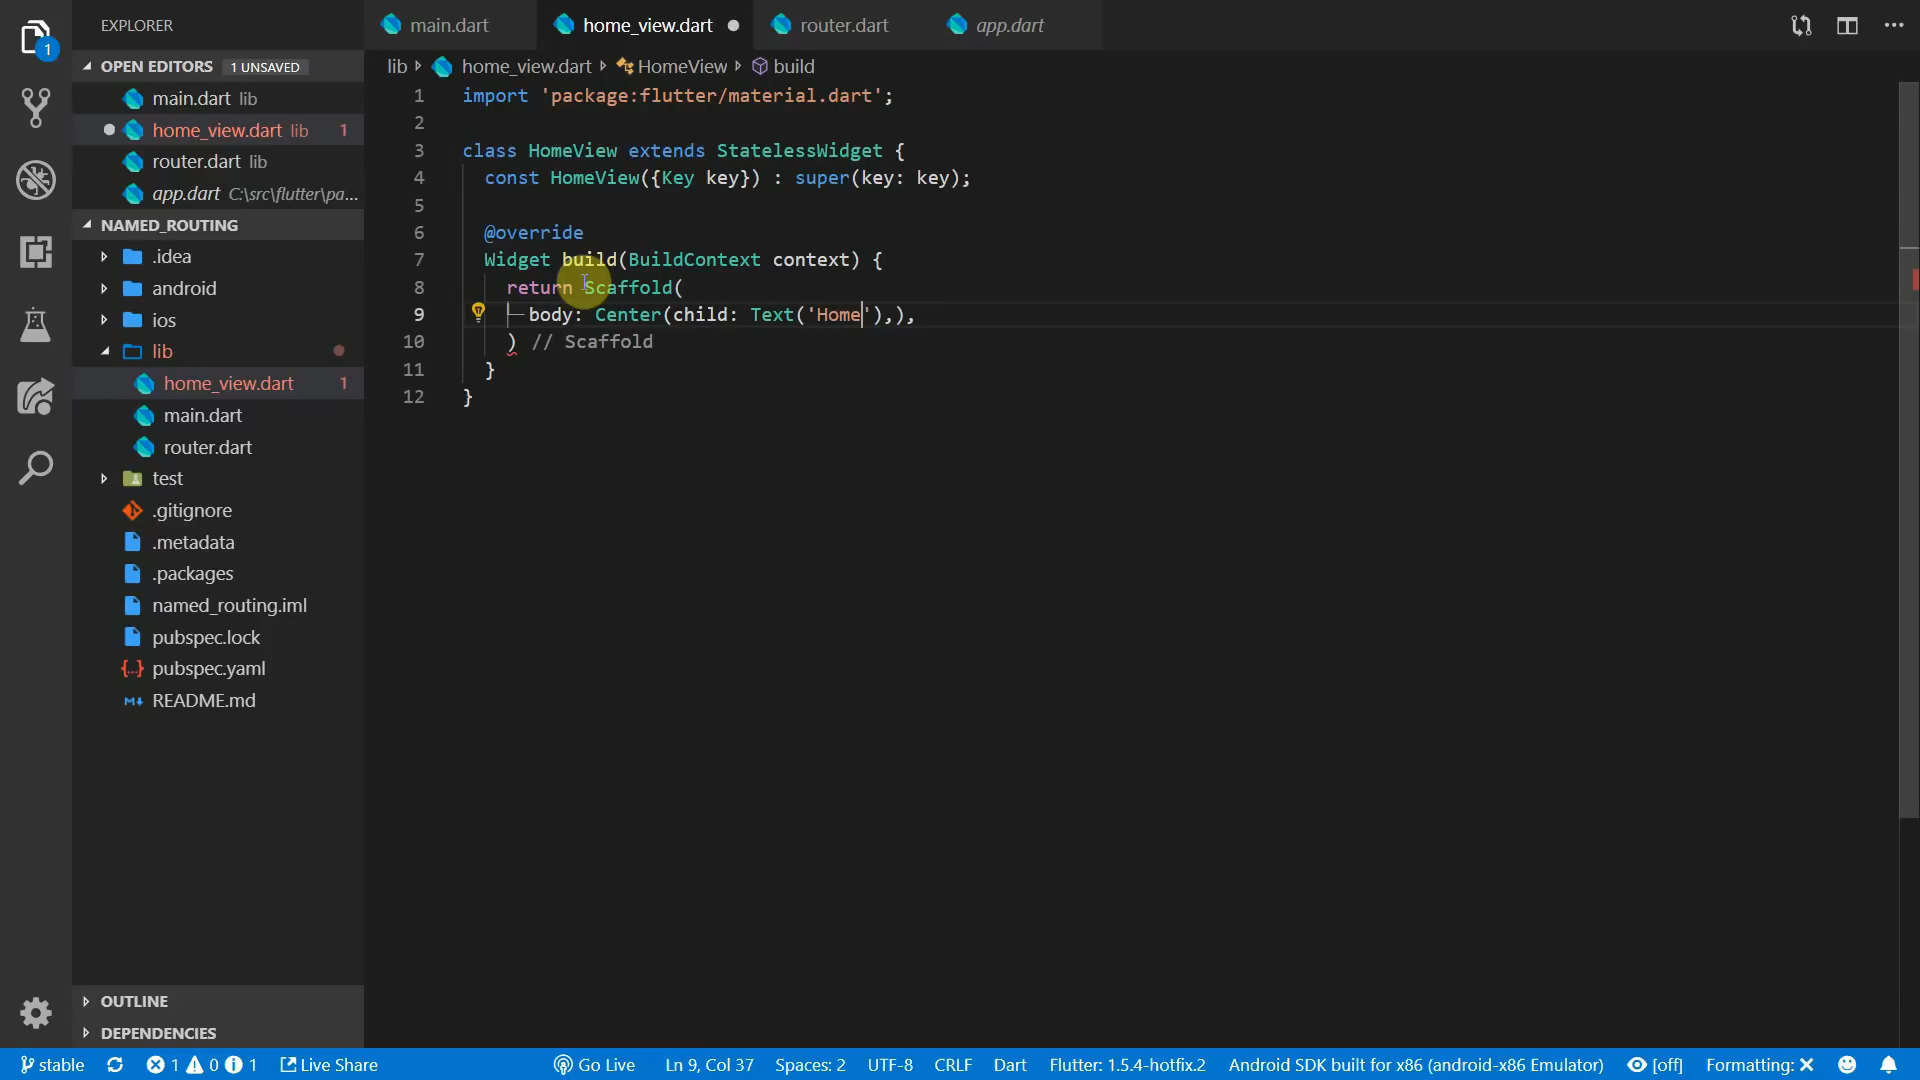 EXPLORER
1
OPEN EDITORS 1 UNSAVED
main.dart lib
home_view.dart lib 1
router.dart lib
app.dart C:\src\flutter\pa...
NAMED_ROUTING
.idea
android
ios
lib
home_view.dart 1
main.dart
router.dart
test
.gitignore
.metadata
.packages
named_routing.iml
pubspec.lock
pubspec.yaml
README.md
OUTLINE
DEPENDENCIES
main.dart home_view.dart router.dart app.dart
lib home_view.dart HomeView build
1 import 'package:flutter/material.dart';
2
3 class HomeView extends StatelessWidget {
4 const HomeView({Key key}) : super(key: key);
5
6 @override
7 Widget build(BuildContext context) {
8 return Scaffold(
9 body: Center(child: Text('Home'),),
10 ) // Scaffold
11 }
12 }
stable 1 0 1 Live Share Go Live Ln 9, Col 37 Spaces: 2 UTF-8 CRLF Dart Flutter: 1.5.4-hotfix.2 Android SDK built for x86 (android-x86 Emulator) [off] Formatting: ✕